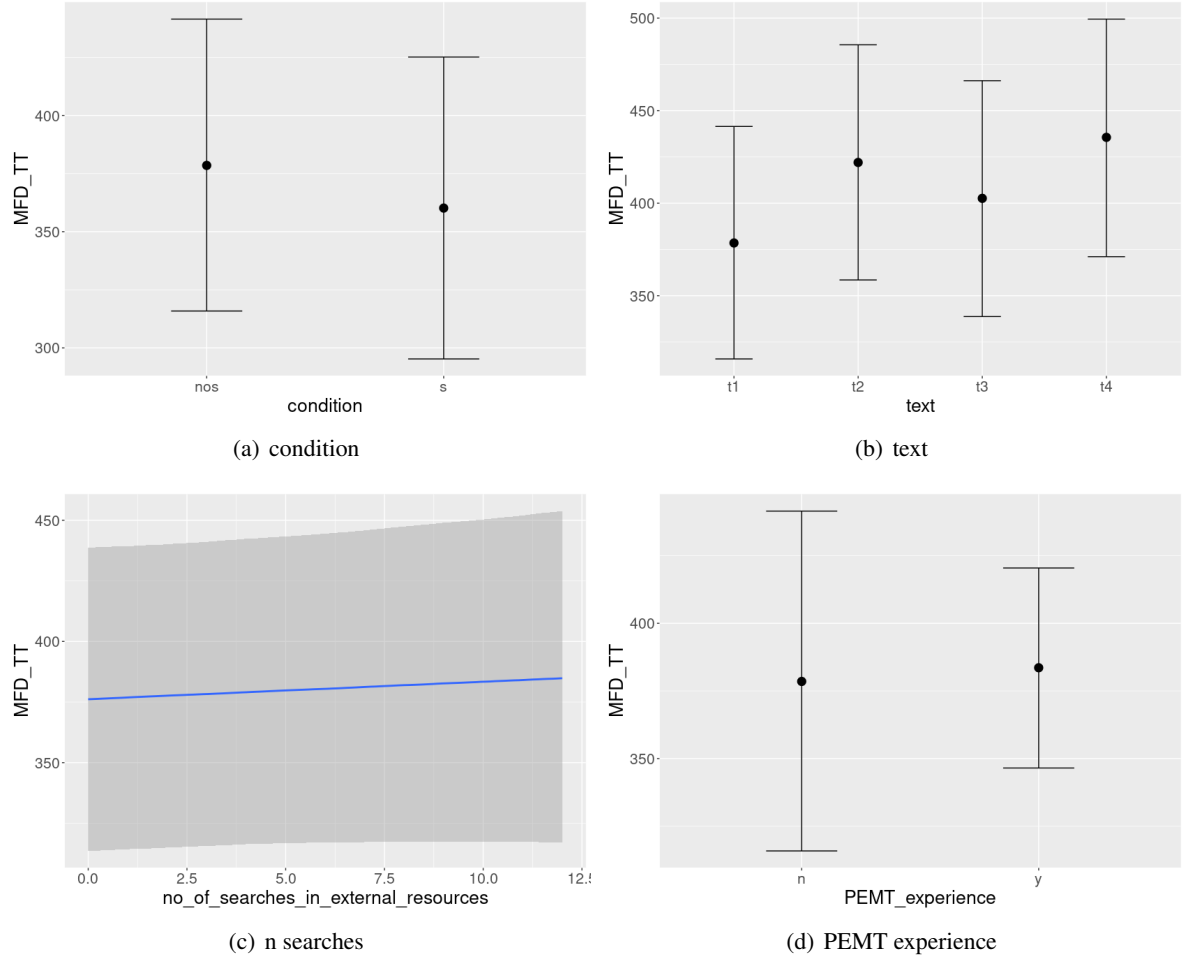 MFD_TT
400
350
300
nos
s
condition
(a) condition
MFD_TT
500
450
400
350
t1
t2
t3
t4
text
(b) text
MFD_TT
450
400
350
0.0
2.5
5.0
7.5
10.0
no_of_searches_in_external_resources
(c) n searches
MFD_TT
400
350
n
y
PEMT_experience
(d) PEMT experience